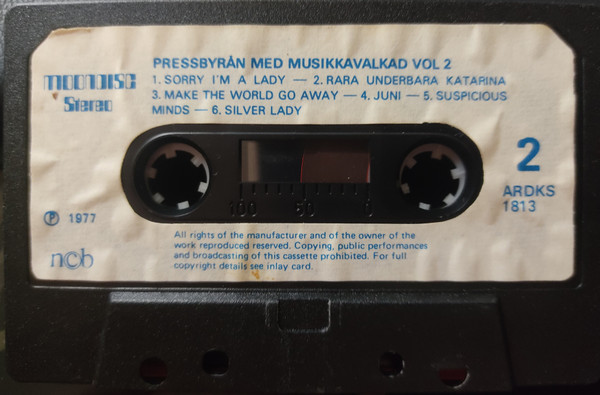 PRESSBYRÅN MED MUSIKKAVALKAD VOL 2
MOONDISC
Stereo
1. SORRY I'M A LADY — 2. RARA UNDERBARA KATARINA
3. MAKE THE WORLD GO AWAY — 4. JUNI — 5. SUSPICIOUS
MINDS — 6. SILVER LADY
2
ARDKS
1813
100 50 0
Ⓟ 1977
ncb
All rights of the manufacturer and of the owner of the
work reproduced reserved. Copying, public performances
and broadcasting of this cassette prohibited. For full
copyright details see inlay card.